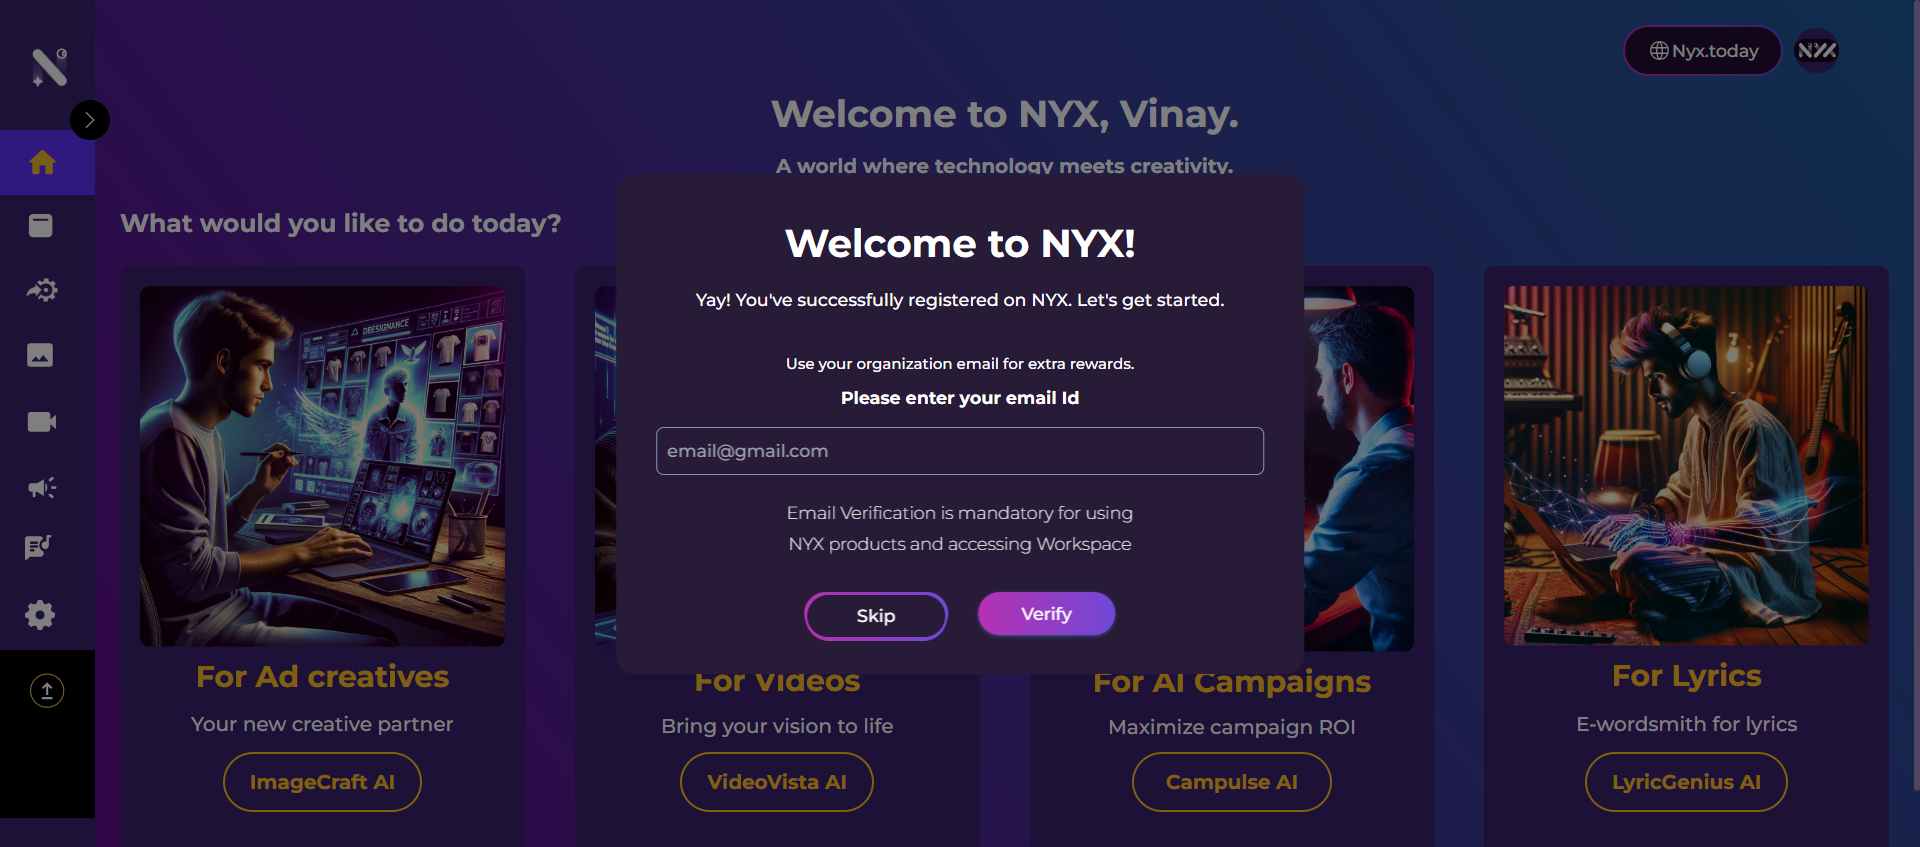 Nyx.today
NYX
Welcome to NYX, Vinay.
A world where technology meets creativity.
What would you like to do today?
Welcome to NYX!
Yay! You've successfully registered on NYX. Let's get started.
Use your organization email for extra rewards.
Please enter your email Id
email@gmail.com
Email Verification is mandatory for using
NYX products and accessing Workspace
Skip
Verify
DBESIGNANCE
For Ad creatives
Your new creative partner
ImageCraft AI
For Videos
Bring your vision to life
VideoVista AI
For AI Campaigns
Maximize campaign ROI
Campulse AI
For Lyrics
E-wordsmith for lyrics
LyricGenius AI